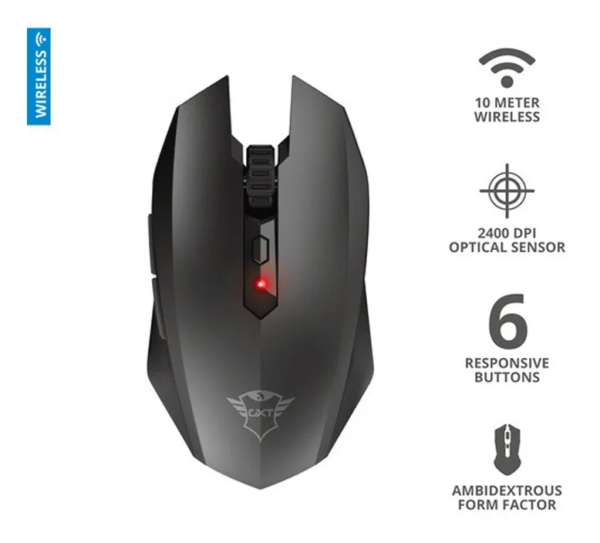 WIRELESS
10 METER
WIRELESS
2400 DPI
OPTICAL SENSOR
6
RESPONSIVE
BUTTONS
GXT
AMBIDEXTROUS
FORM FACTOR